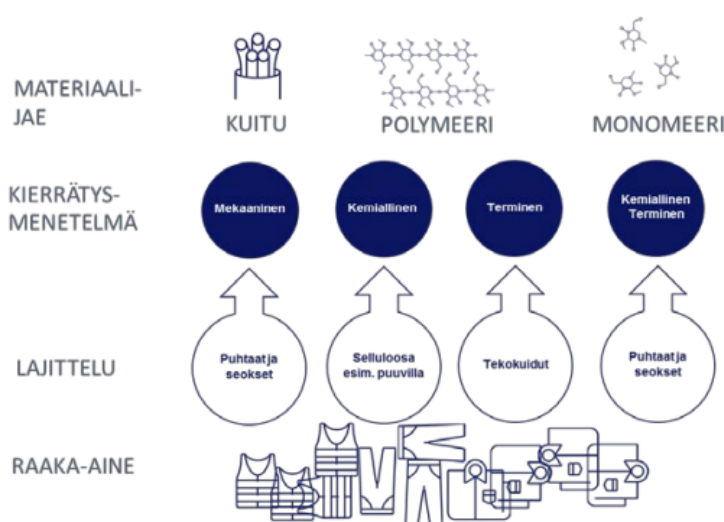 MATERIAALI-
JAE
KUITU
POLYMEERI
MONOMEERI
KIERRÄTYS-
MENETELMÄ
Mekaaninen
Kemiallinen
Terminen
Kemiallinen
Terminen
LAJITTELU
Puhtaat ja
seokset
Selluloosa
esim. puuvilla
Tekokuidut
Puhtaat ja
seokset
RAAKA-AINE